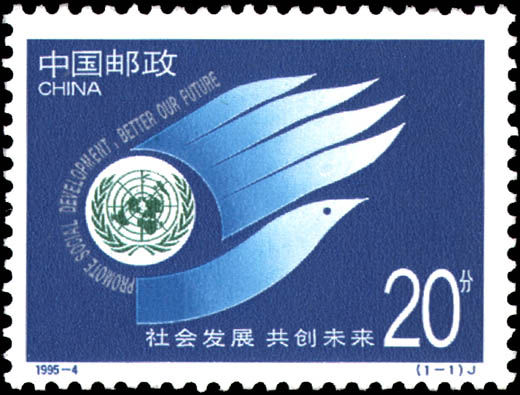 中国邮政
CHINA
PROMOTE SOCIAL DEVELOPMENT, BETTER OUR FUTURE
社会发展 共创未来
20分
1995-4
(1-1)J